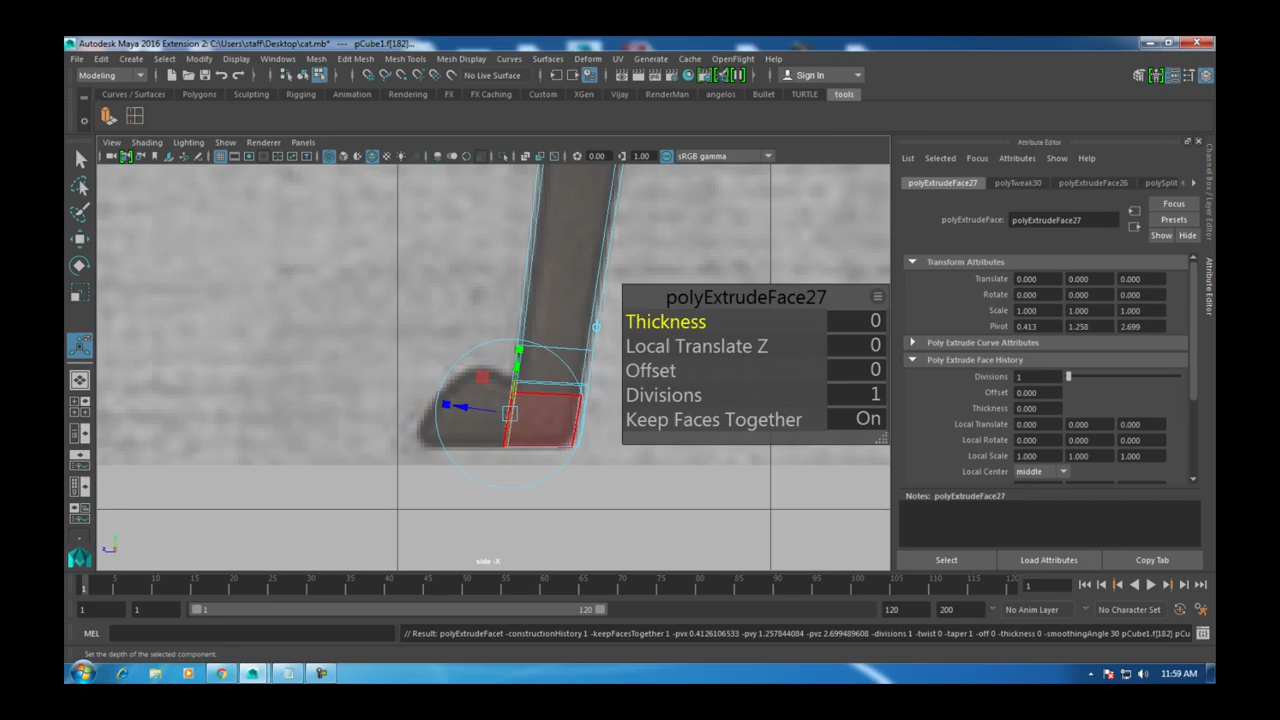 Autodesk Maya 2016 Extension 2: C:\Users\staff\Desktop\cat.mb* --- pCube1.f[182]...
File Edit Create Select Modify Display Windows Mesh Edit Mesh Mesh Tools Mesh Display Curves Surfaces Deform UV Generate Cache OpenFlight Help
Modeling No Live Surface Sign In
Curves / Surfaces Polygons Sculpting Rigging Animation Rendering FX FX Caching Custom XGen Vijay RenderMan angelos Bullet TURTLE tools
View Shading Lighting Show Renderer Panels
0.00 1.00 sRGB gamma
Attribute Editor
List Selected Focus Attributes Show Help
polyExtrudeFace27 polyTweak30 polyExtrudeFace26 polySplit
polyExtrudeFace: polyExtrudeFace27
Focus
Presets
Show Hide
Transform Attributes
Translate 0.000 0.000 0.000
Rotate 0.000 0.000 0.000
Scale 1.000 1.000 1.000
Pivot 0.413 1.258 2.699
Poly Extrude Curve Attributes
Poly Extrude Face History
Divisions 1
Offset 0.000
Thickness 0.000
Local Translate 0.000 0.000 0.000
Local Rotate 0.000 0.000 0.000
Local Scale 1.000 1.000 1.000
Local Center middle
Notes: polyExtrudeFace27
Select Load Attributes Copy Tab
Channel Box / Layer Editor
Attribute Editor
polyExtrudeFace27
Thickness 0
Local Translate Z 0
Offset 0
Divisions 1
Keep Faces Together On
side -X
5 10 15 20 25 30 35 40 45 50 55 60 65 70 75 80 85 90 95 100 105 110 115 120
1 1
1 1 1 120 120 200 No Anim Layer No Character Set
MEL // Result: polyExtrudeFacet -constructionHistory 1 -keepFacesTogether 1 -pvx 0.4126106533 -pvy 1.257844084 -pvz 2.699489608 -divisions 1 -twist 0 -taper 1 -off 0 -thickness 0 -smoothingAngle 30 pCube1.f[182] pCu
Set the depth of the selected component.
11:59 AM